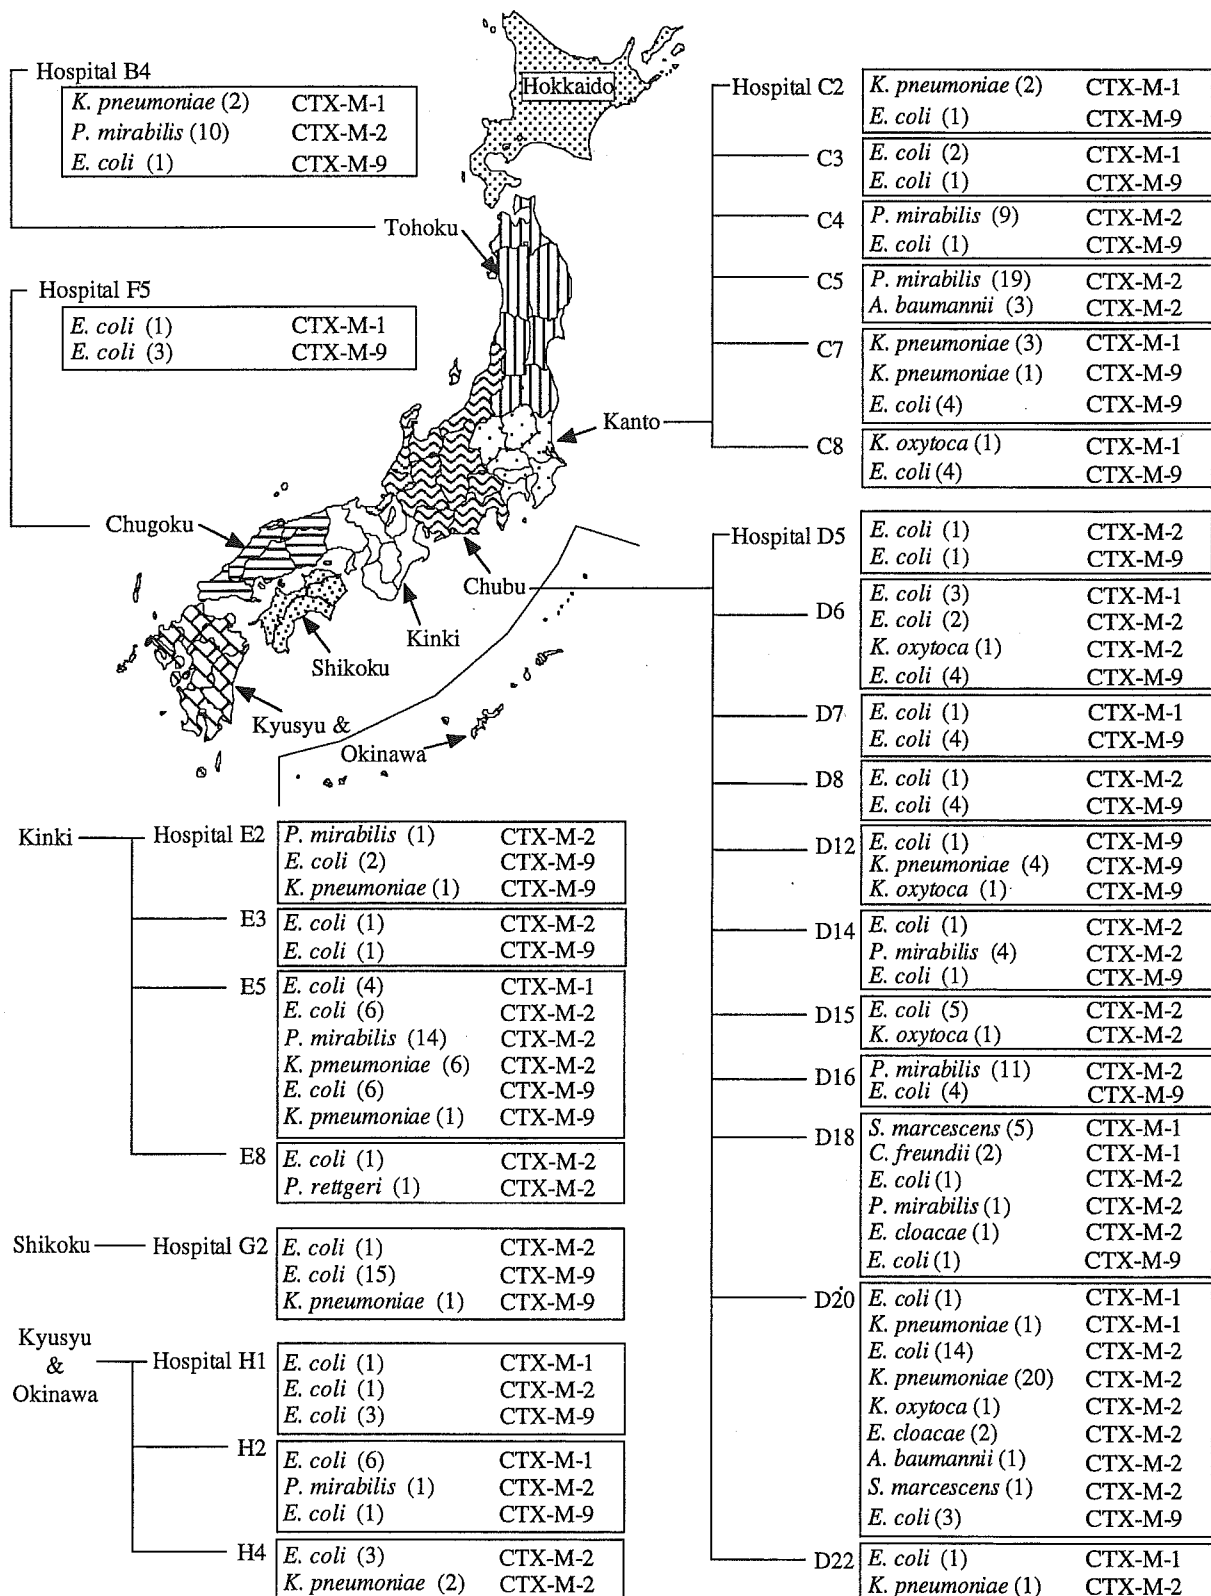 Hospital B4
K. pneumoniae (2) CTX-M-1
P. mirabilis (10) CTX-M-2
E. coli (1) CTX-M-9
Tohoku
Hospital F5
E. coli (1) CTX-M-1
E. coli (3) CTX-M-9
Chugoku
Hokkaido
Kanto
Chubu
Kinki
Shikoku
Kyusyu &
Okinawa
Hospital C2
K. pneumoniae (2) CTX-M-1
E. coli (1) CTX-M-9
C3
E. coli (2) CTX-M-1
E. coli (1) CTX-M-9
C4
P. mirabilis (9) CTX-M-2
E. coli (1) CTX-M-9
C5
P. mirabilis (19) CTX-M-2
A. baumannii (3) CTX-M-2
C7
K. pneumoniae (3) CTX-M-1
K. pneumoniae (1) CTX-M-9
E. coli (4) CTX-M-9
C8
K. oxytoca (1) CTX-M-1
E. coli (4) CTX-M-9
Hospital D5
E. coli (1) CTX-M-2
E. coli (1) CTX-M-9
D6
E. coli (3) CTX-M-1
E. coli (2) CTX-M-2
K. oxytoca (1) CTX-M-2
E. coli (4) CTX-M-9
D7
E. coli (1) CTX-M-1
E. coli (4) CTX-M-9
D8
E. coli (1) CTX-M-2
E. coli (4) CTX-M-9
D12
E. coli (1) CTX-M-9
K. pneumoniae (4) CTX-M-9
K. oxytoca (1) CTX-M-9
D14
E. coli (1) CTX-M-2
P. mirabilis (4) CTX-M-2
E. coli (1) CTX-M-9
D15
E. coli (5) CTX-M-2
K. oxytoca (1) CTX-M-2
D16
P. mirabilis (11) CTX-M-2
E. coli (4) CTX-M-9
D18
S. marcescens (5) CTX-M-1
C. freundii (2) CTX-M-1
E. coli (1) CTX-M-2
P. mirabilis (1) CTX-M-2
E. cloacae (1) CTX-M-2
E. coli (1) CTX-M-9
D20
E. coli (1) CTX-M-1
K. pneumoniae (1) CTX-M-1
E. coli (14) CTX-M-2
K. pneumoniae (20) CTX-M-2
K. oxytoca (1) CTX-M-2
E. cloacae (2) CTX-M-2
A. baumannii (1) CTX-M-2
S. marcescens (1) CTX-M-2
E. coli (3) CTX-M-9
D22
E. coli (1) CTX-M-1
K. pneumoniae (1) CTX-M-2
Kinki
Hospital E2
P. mirabilis (1) CTX-M-2
E. coli (2) CTX-M-9
K. pneumoniae (1) CTX-M-9
E3
E. coli (1) CTX-M-2
E. coli (1) CTX-M-9
E5
E. coli (4) CTX-M-1
E. coli (6) CTX-M-2
P. mirabilis (14) CTX-M-2
K. pmeumoniae (6) CTX-M-2
E. coli (6) CTX-M-9
K. pmeumoniae (1) CTX-M-9
E8
E. coli (1) CTX-M-2
P. rettgeri (1) CTX-M-2
Shikoku
Hospital G2
E. coli (1) CTX-M-2
E. coli (15) CTX-M-9
K. pneumoniae (1) CTX-M-9
Kyusyu
&
Okinawa
Hospital H1
E. coli (1) CTX-M-1
E. coli (1) CTX-M-2
E. coli (3) CTX-M-9
H2
E. coli (6) CTX-M-1
P. mirabilis (1) CTX-M-2
E. coli (1) CTX-M-9
H4
E. coli (3) CTX-M-2
K. pneumoniae (2) CTX-M-2